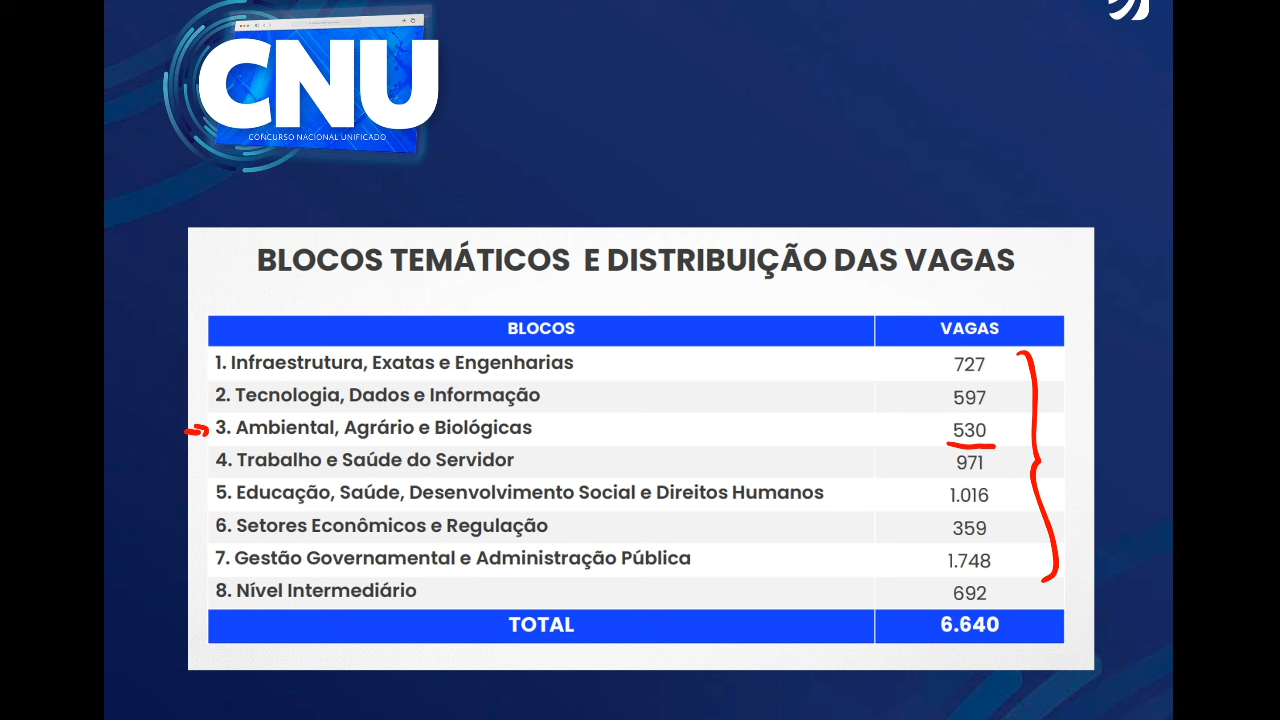 CNU
CONCURSO NACIONAL UNIFICADO
BLOCOS TEMÁTICOS E DISTRIBUIÇÃO DAS VAGAS
BLOCOS VAGAS
1. Infraestrutura, Exatas e Engenharias 727
2. Tecnologia, Dados e Informação 597
3. Ambiental, Agrário e Biológicas 530
4. Trabalho e Saúde do Servidor 971
5. Educação, Saúde, Desenvolvimento Social e Direitos Humanos 1.016
6. Setores Econômicos e Regulação 359
7. Gestão Governamental e Administração Pública 1.748
8. Nível Intermediário 692
TOTAL 6.640